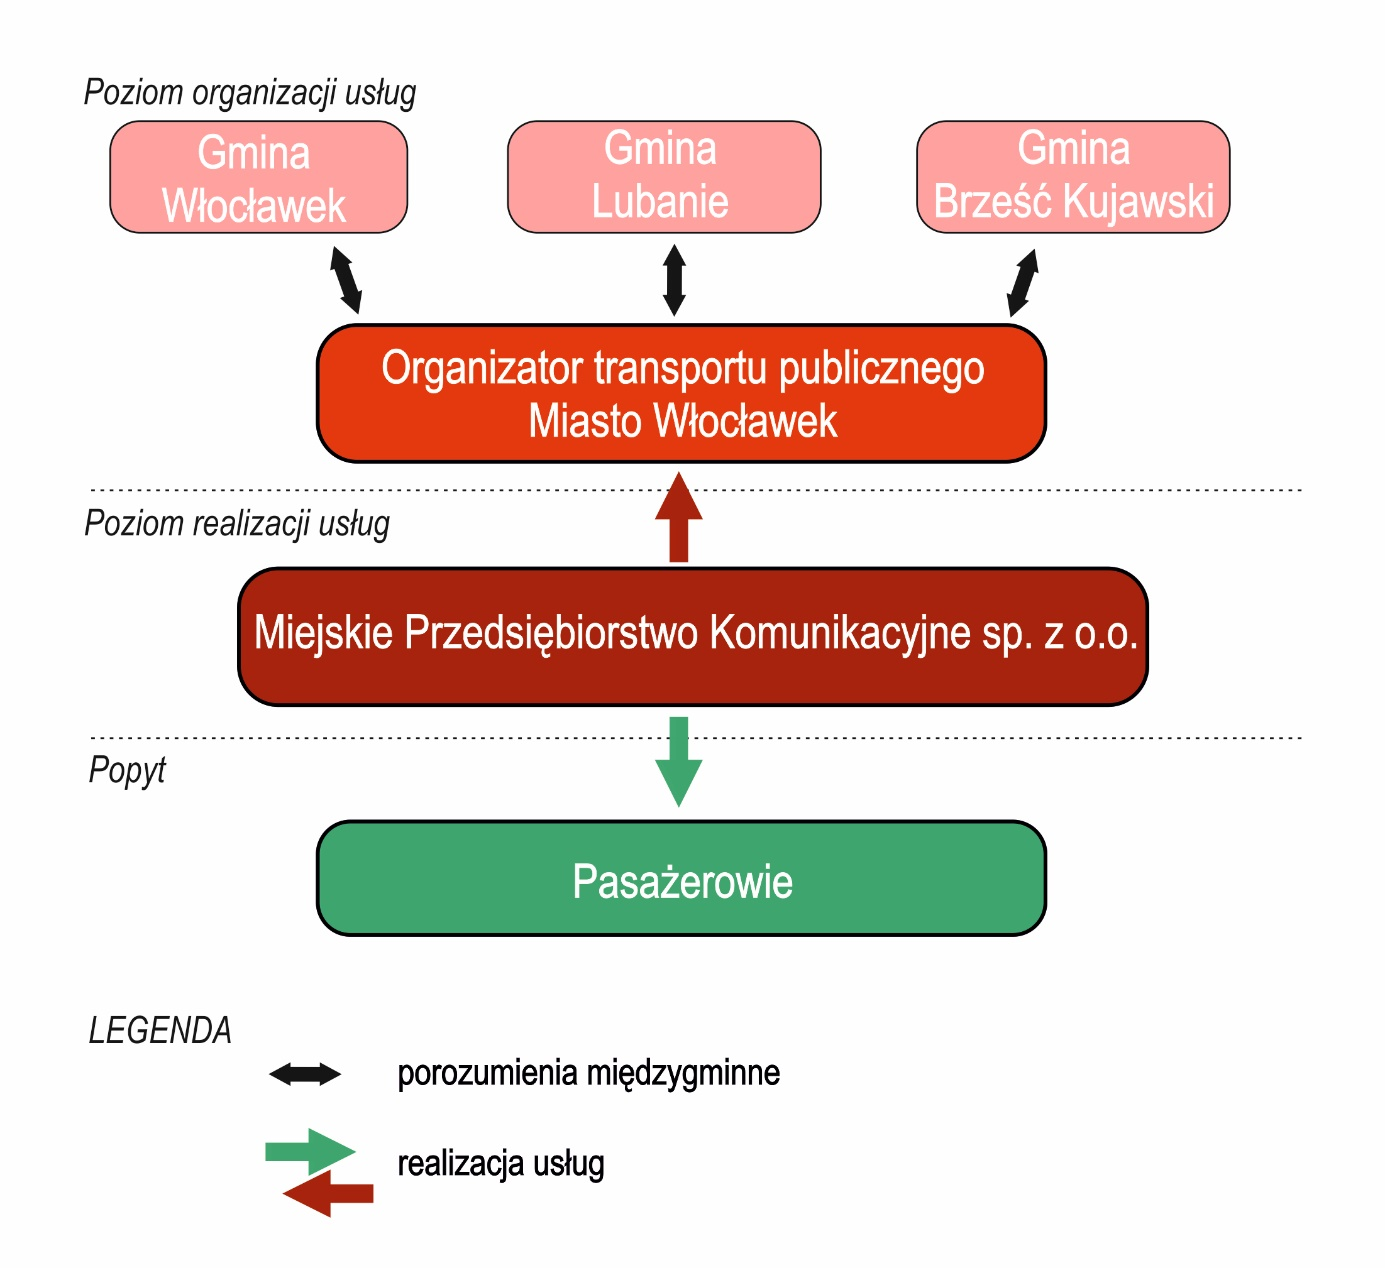 Poziom organizacji usług
Gmina
Włocławek
Gmina
Lubanie
Gmina
Brześć Kujawski
Organizator transportu publicznego
Miasto Włocławek
Poziom realizacji usług
Miejskie Przedsiębiorstwo Komunikacyjne sp. z o.o.
Popyt
Pasażerowie
LEGENDA
porozumienia międzygminne
realizacja usług